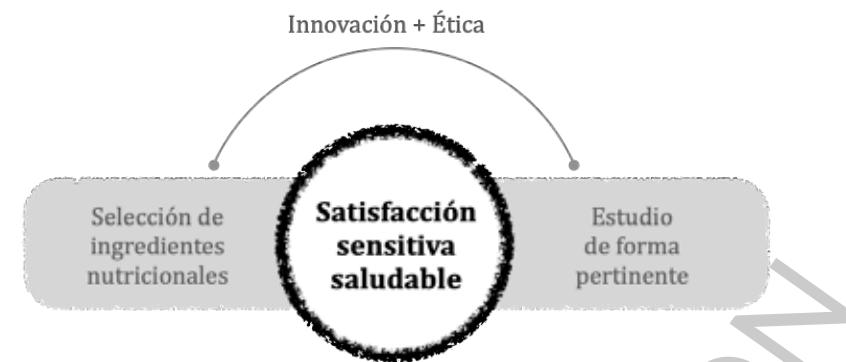 Innovación + Ética
Selección de
ingredientes
nutricionales
Satisfacción
sensitiva
saludable
Estudio
de forma
pertinente